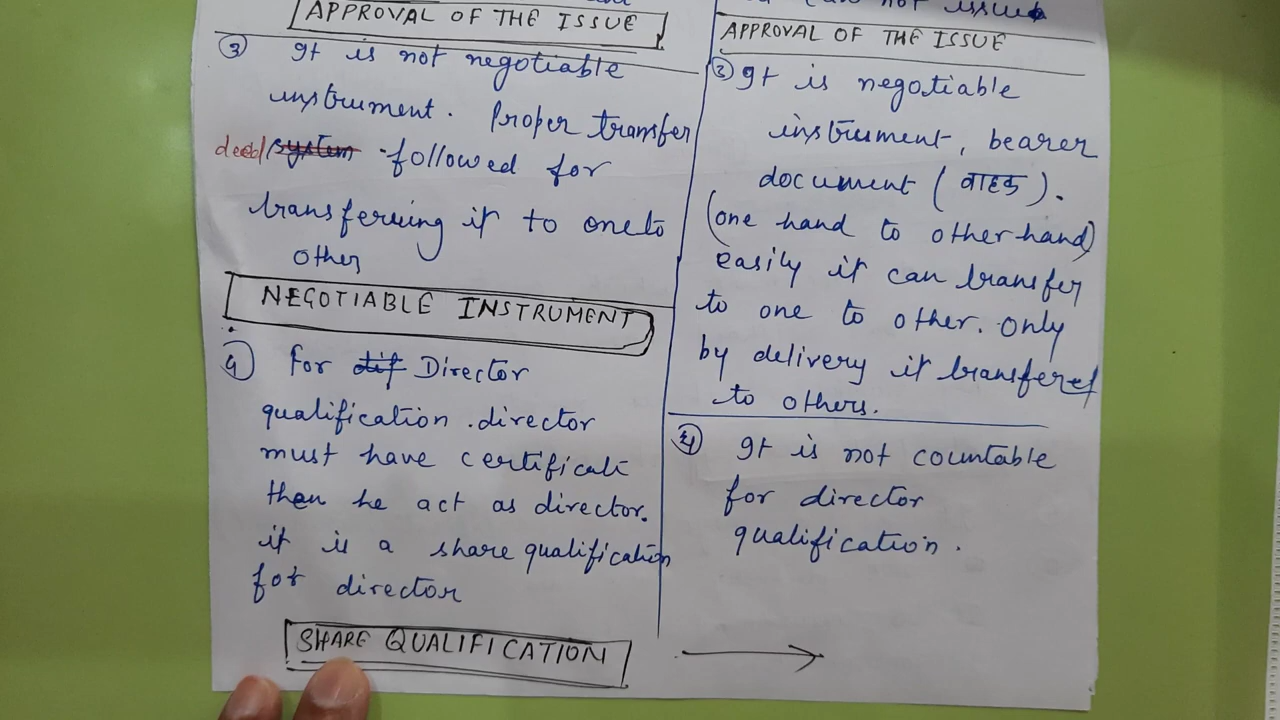 APPROVAL OF THE ISSUE
③ It is not negotiable
instrument. Proper transfer
deed/system followed for
transferring it to one to
other
NEGOTIABLE INSTRUMENT
④ For dif Director
qualification. director
must have certificate
then he act as director.
it is a share qualification
for director
SHARE QUALIFICATION
not issue
APPROVAL OF THE ISSUE
③ It is negotiable
instrument, bearer
document (वाहक).
(one hand to other hand)
easily it can transfer
to one to other. only
by delivery it transferef
to others.
④ It is not countable
for director
qualification.